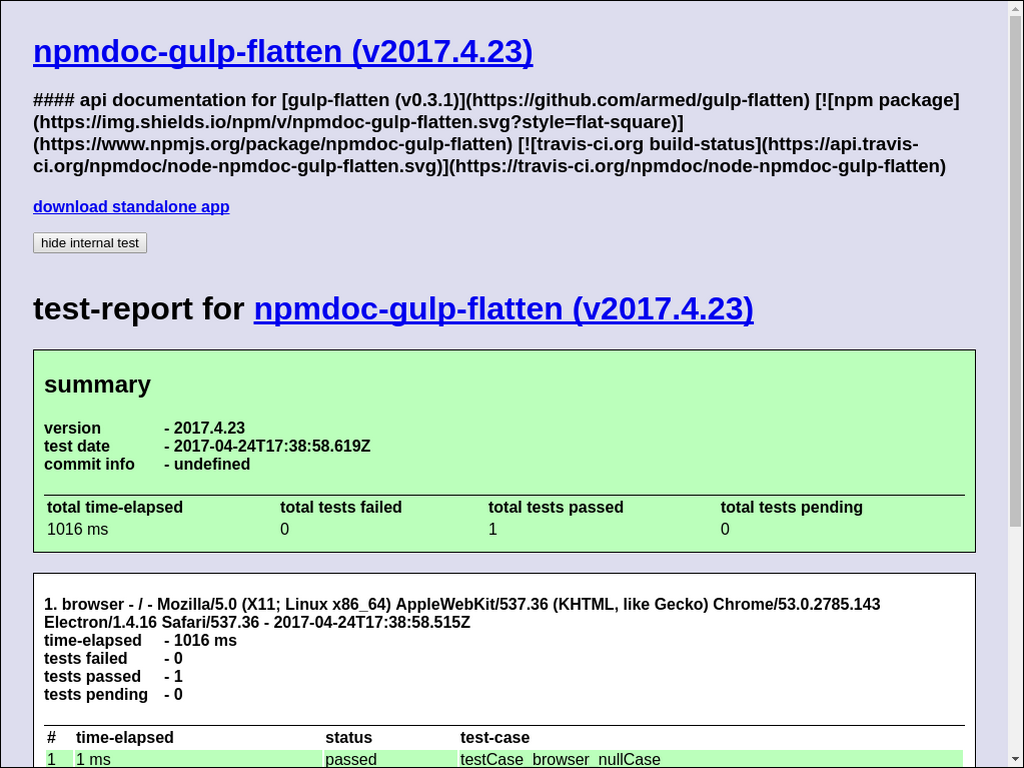 npmdoc-gulp-flatten (v2017.4.23)
#### api documentation for [gulp-flatten (v0.3.1)](https://github.com/armed/gulp-flatten) [![npm package]
(https://img.shields.io/npm/v/npmdoc-gulp-flatten.svg?style=flat-square)]
(https://www.npmjs.org/package/npmdoc-gulp-flatten) [![travis-ci.org build-status](https://api.travis-
ci.org/npmdoc/node-npmdoc-gulp-flatten.svg)](https://travis-ci.org/npmdoc/node-npmdoc-gulp-flatten)
download standalone app
hide internal test
test-report for npmdoc-gulp-flatten (v2017.4.23)
summary
version - 2017.4.23
test date - 2017-04-24T17:38:58.619Z
commit info - undefined
total time-elapsed total tests failed total tests passed total tests pending
1016 ms 0 1 0
1. browser - / - Mozilla/5.0 (X11; Linux x86_64) AppleWebKit/537.36 (KHTML, like Gecko) Chrome/53.0.2785.143
Electron/1.4.16 Safari/537.36 - 2017-04-24T17:38:58.515Z
time-elapsed - 1016 ms
tests failed - 0
tests passed - 1
tests pending - 0
# time-elapsed status test-case
1 1 ms passed testCase_browser_nullCase